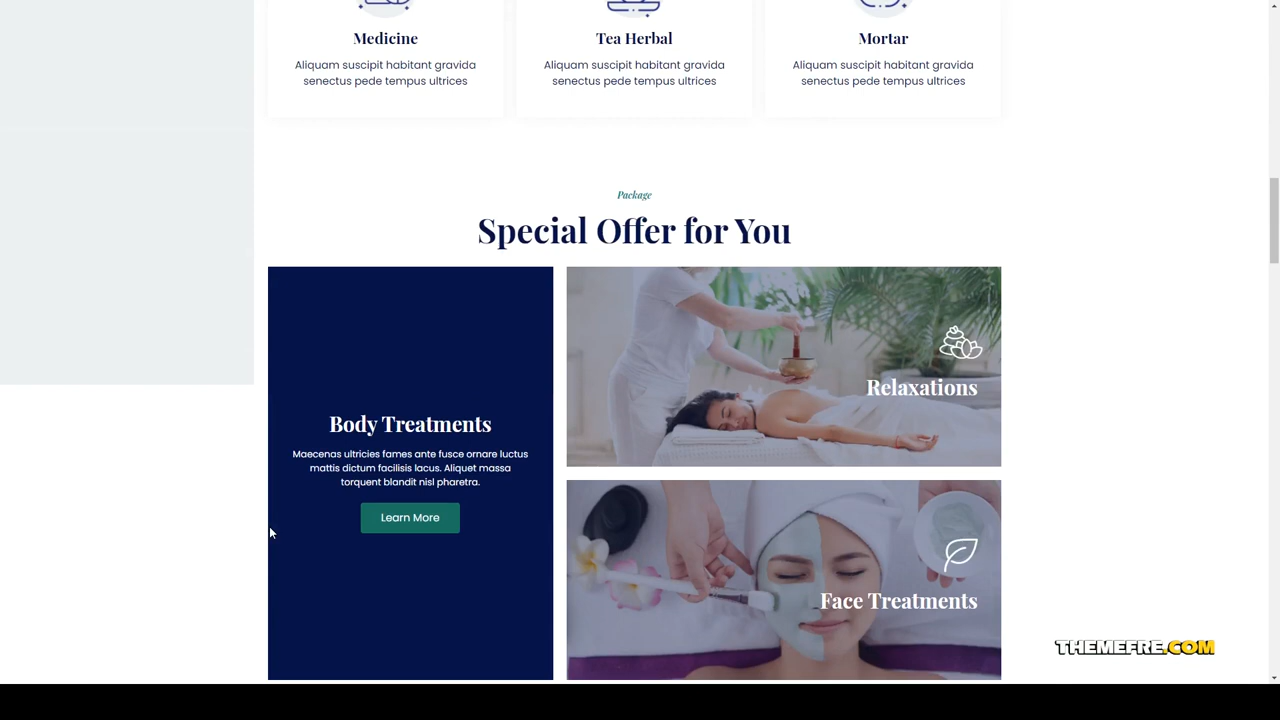 Medicine
Aliquam suscipit habitant gravida
senectus pede tempus ultrices
Tea Herbal
Aliquam suscipit habitant gravida
senectus pede tempus ultrices
Mortar
Aliquam suscipit habitant gravida
senectus pede tempus ultrices
Package
Special Offer for You
Body Treatments
Maecenas ultricies fames ante fusce ornare luctus
mattis dictum facilisis lacus. Aliquet massa
torquent blandit nisl pharetra.
Learn More
Relaxations
Face Treatments
THEMEFRE.COM